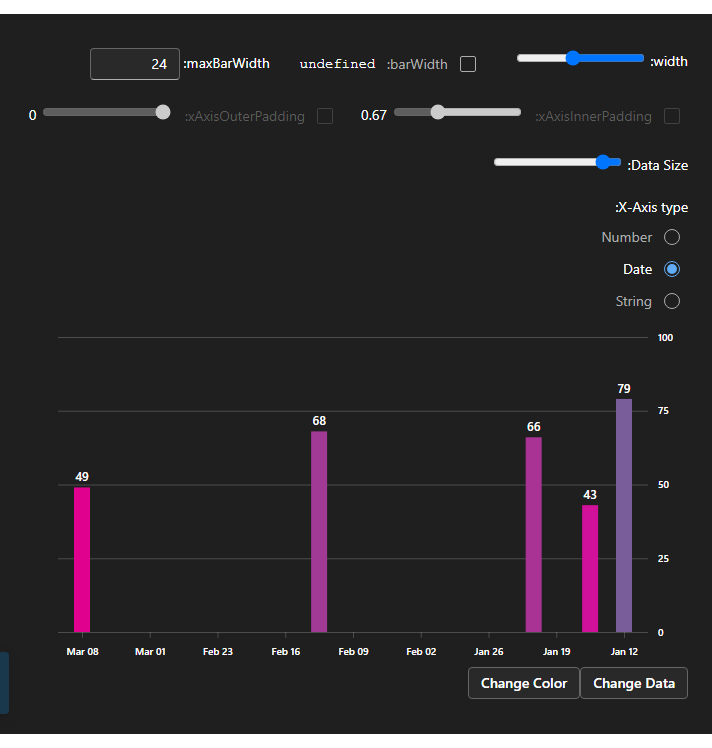 width:
barWidth: undefined
maxBarWidth: 24
xAxisInnerPadding: 0.67
xAxisOuterPadding: 0
Data Size:
X-Axis type:
Number
Date
String
100
79
75
68
66
50
49
43
25
0
Mar 08 Mar 01 Feb 23 Feb 16 Feb 09 Feb 02 Jan 26 Jan 19 Jan 12
Change Color Change Data